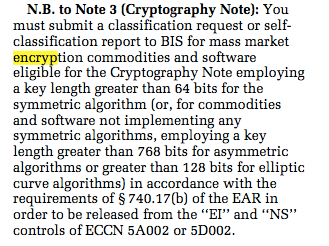 N.B. to Note 3 (Cryptography Note): You
must submit a classification request or self-
classification report to BIS for mass market
encryption commodities and software
eligible for the Cryptography Note employing
a key length greater than 64 bits for the
symmetric algorithm (or, for commodities
and software not implementing any
symmetric algorithms, employing a key
length greater than 768 bits for asymmetric
algorithms or greater than 128 bits for elliptic
curve algorithms) in accordance with the
requirements of § 740.17(b) of the EAR in
order to be released from the “EI” and “NS”
controls of ECCN 5A002 or 5D002.